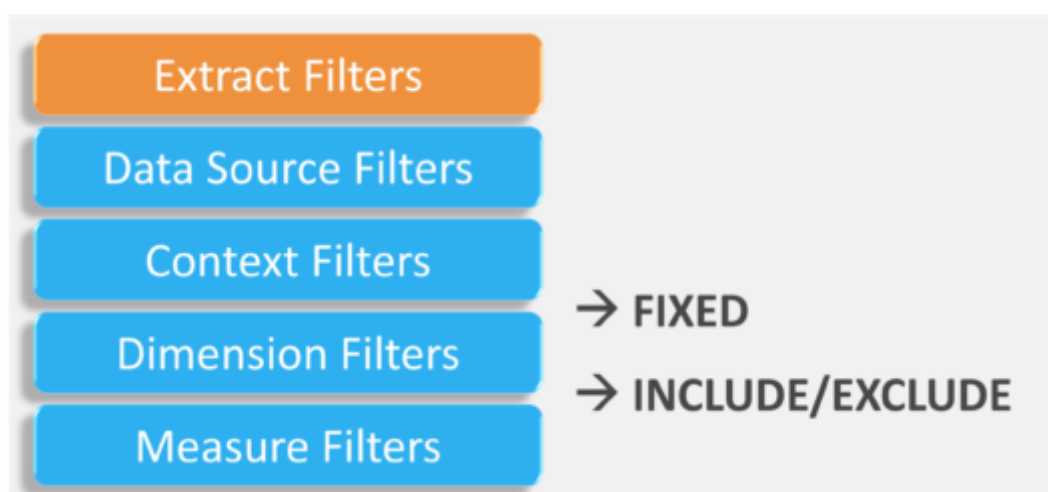 Extract Filters
Data Source Filters
Context Filters
→ FIXED
Dimension Filters
→ INCLUDE/EXCLUDE
Measure Filters